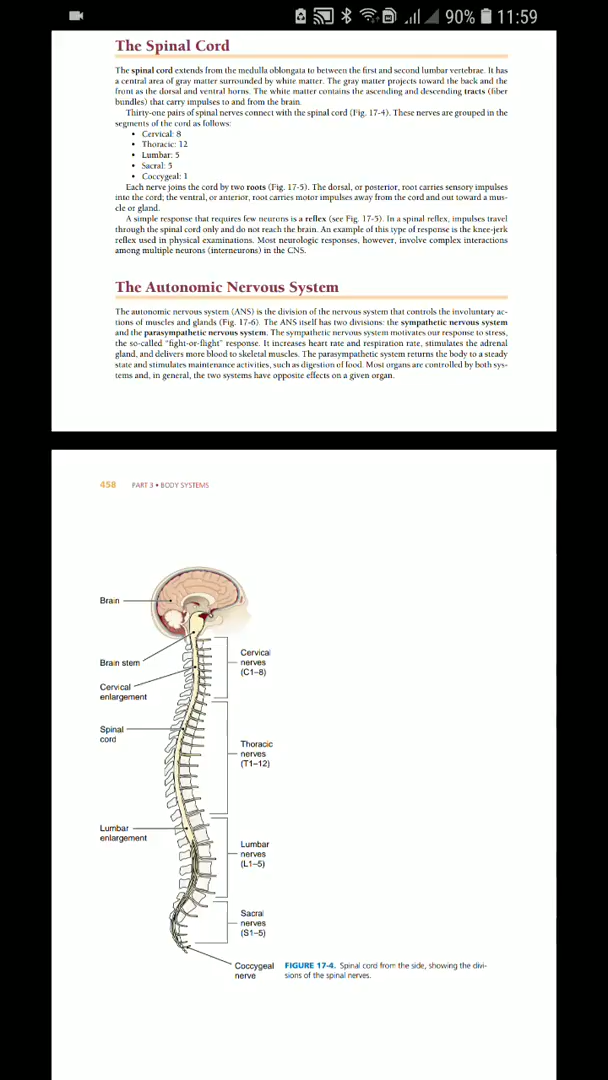 90% 11:59
The Spinal Cord
The spinal cord extends from the medulla oblongata to between the first and second lumbar vertebrae. It has
a central area of gray matter surrounded by white matter. The gray matter projects toward the back and the
front as the dorsal and ventral horns. The white matter contains the ascending and descending tracts (fiber
bundles) that carry impulses to and from the brain.
Thirty-one pairs of spinal nerves connect with the spinal cord (Fig. 17-4). These nerves are grouped in the
segments of the cord as follows:
• Cervical: 8
• Thoracic: 12
• Lumbar: 5
• Sacral: 5
• Coccygeal: 1
Each nerve joins the cord by two roots (Fig. 17-5). The dorsal, or posterior, root carries sensory impulses
into the cord; the ventral, or anterior, root carries motor impulses away from the cord and out toward a mus-
cle or gland.
A simple response that requires few neurons is a reflex (see Fig. 17-5). In a spinal reflex, impulses travel
through the spinal cord only and do not reach the brain. An example of this type of response is the knee-jerk
reflex used in physical examinations. Most neurologic responses, however, involve complex interactions
among multiple neurons (interneurons) in the CNS.
The Autonomic Nervous System
The autonomic nervous system (ANS) is the division of the nervous system that controls the involuntary ac-
tions of muscles and glands (Fig. 17-6). The ANS itself has two divisions: the sympathetic nervous system
and the parasympathetic nervous system. The sympathetic nervous system motivates our response to stress,
the so-called "fight-or-flight" response. It increases heart rate and respiration rate, stimulates the adrenal
gland, and delivers more blood to skeletal muscles. The parasympathetic system returns the body to a steady
state and stimulates maintenance activities, such as digestion of food. Most organs are controlled by both sys-
tems and, in general, the two systems have opposite effects on a given organ.
458 PART 3 • BODY SYSTEMS
Brain
Brain stem
Cervical
enlargement
Spinal
cord
Lumbar
enlargement
Cervical
nerves
(C1–8)
Thoracic
nerves
(T1–12)
Lumbar
nerves
(L1–5)
Sacral
nerves
(S1–5)
Coccygeal
nerve
FIGURE 17-4. Spinal cord from the side, showing the divi-
sions of the spinal nerves.